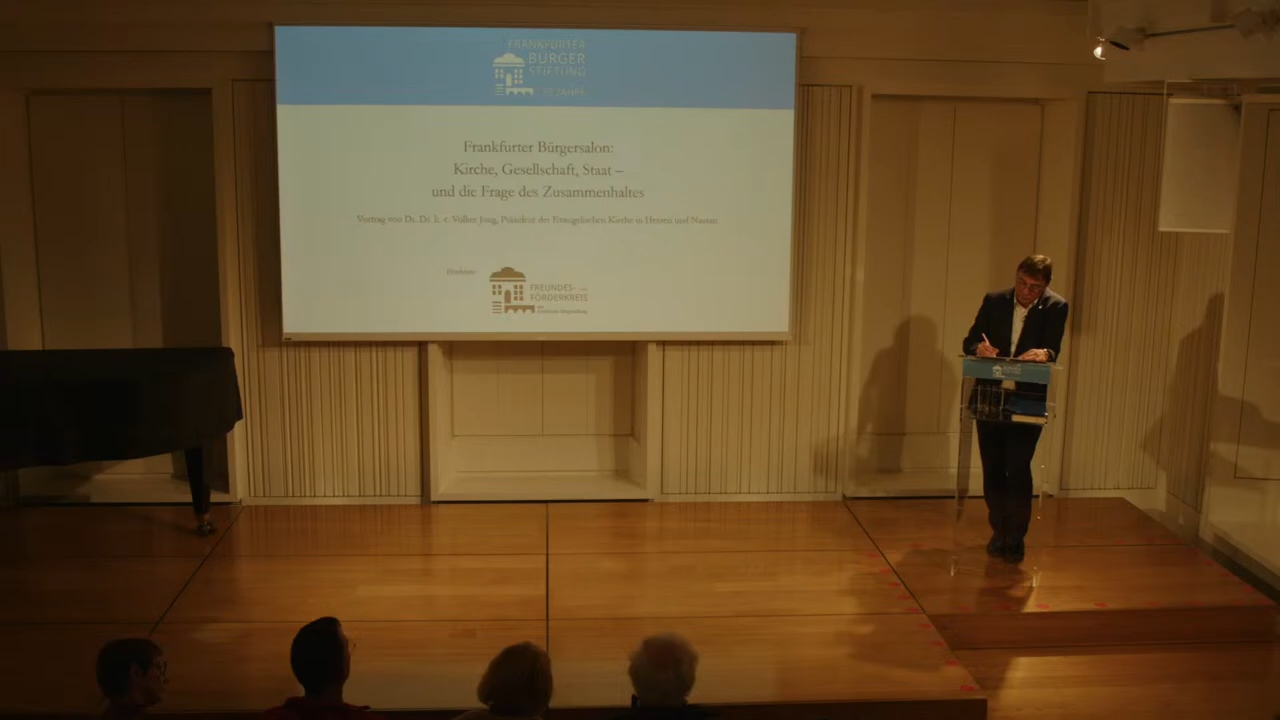 FRANKFURTER
BÜRGER
STIFTUNG
Frankfurter Bürgersalon:
Kirche, Gesellschaft, Staat –
und die Frage des Zusammenhaltes
Vortrag von Dr. Dr. h. c. Volker Jung, Präsident der Evangelischen Kirche in Hessen und Nassau
FREUNDES- und
FÖRDERKREIS